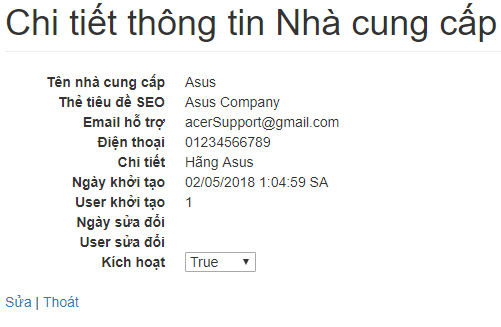 Chi tiết thông tin Nhà cung cấp
Tên nhà cung cấp Asus
Thẻ tiêu đề SEO Asus Company
Email hỗ trợ acerSupport@gmail.com
Điện thoại 01234566789
Chi tiết Hãng Asus
Ngày khởi tạo 02/05/2018 1:04:59 SA
User khởi tạo 1
Ngày sửa đổi
User sửa đổi
Kích hoạt True
Sửa | Thoát